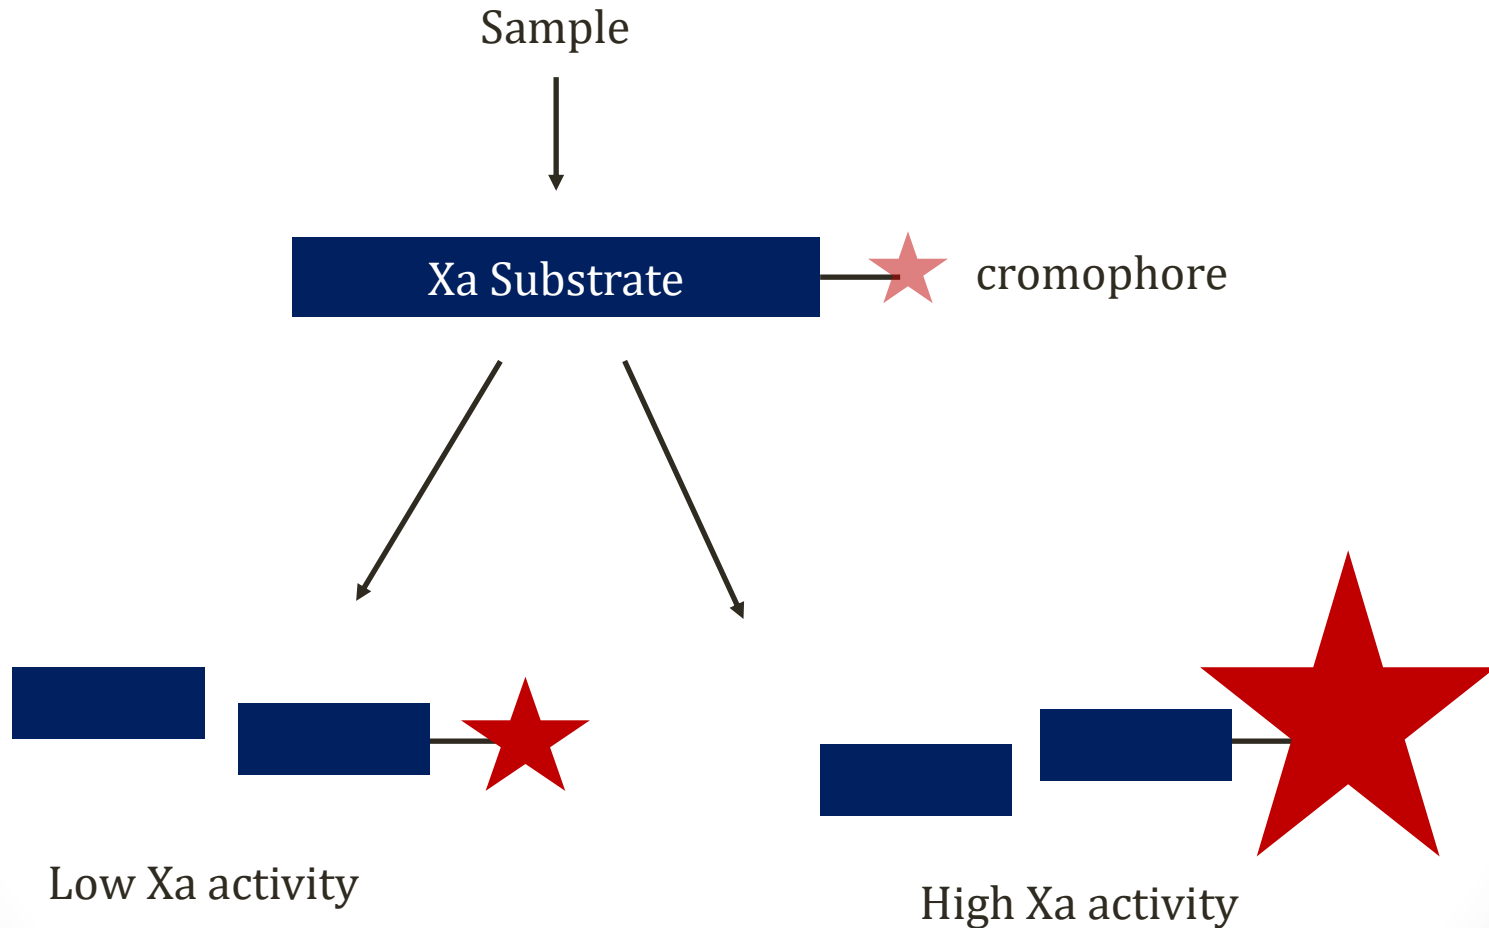 Sample
Xa Substrate
cromophore
Low Xa activity
High Xa activity